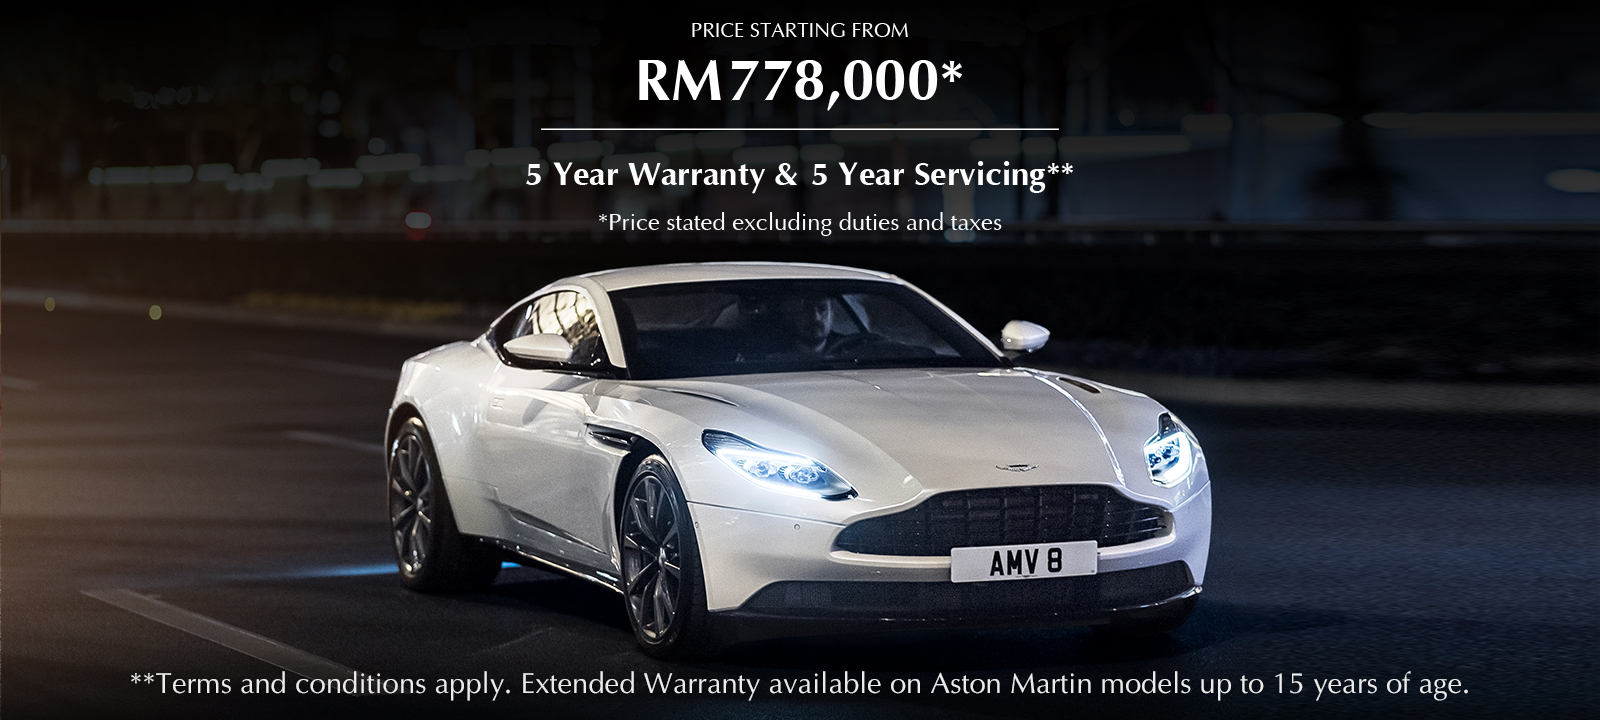 PRICE STARTING FROM
RM778,000*
5 Year Warranty & 5 Year Servicing**
*Price stated excluding duties and taxes
AMV 8
**Terms and conditions apply. Extended Warranty available on Aston Martin models up to 15 years of age.